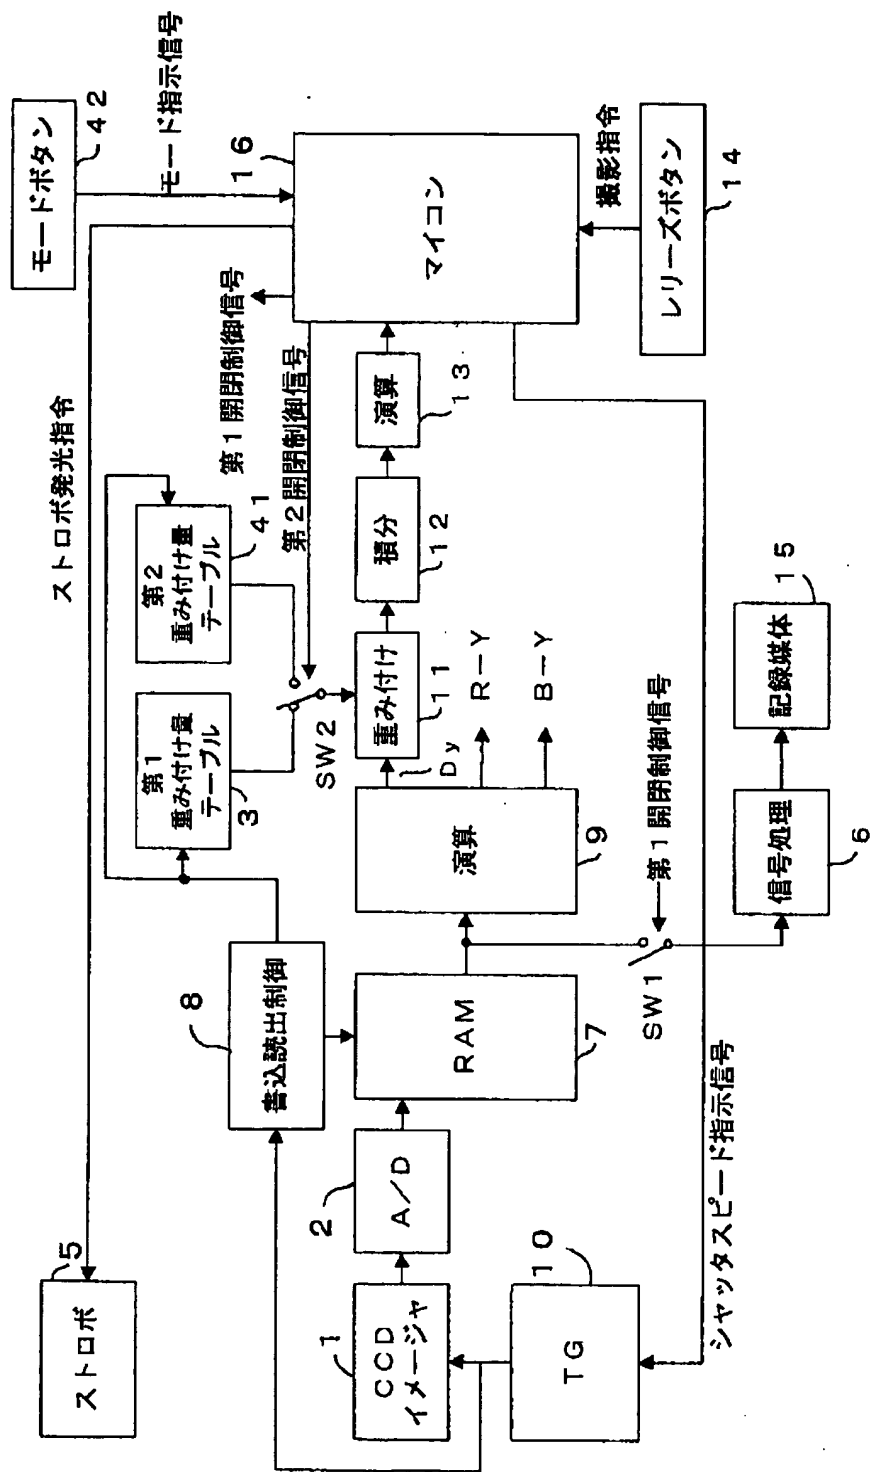 モードボタン
42
モード指示信号
16
マイコン
撮影指令
レリーズボタン
14
ストロボ発光指令
第1開閉制御信号
第2開閉制御信号
演算
13
積分
12
第2
重み付け量
テーブル
41
第1
重み付け量
テーブル
3
SW2
重み付け
11
Dy
R-Y
B-Y
演算
9
第1開閉制御信号
SW1
記録媒体
15
信号処理
6
書込読出制御
8
RAM
7
A/D
2
CCD
イメージャ
1
TG
10
シャッタスピード指示信号
ストロボ
5